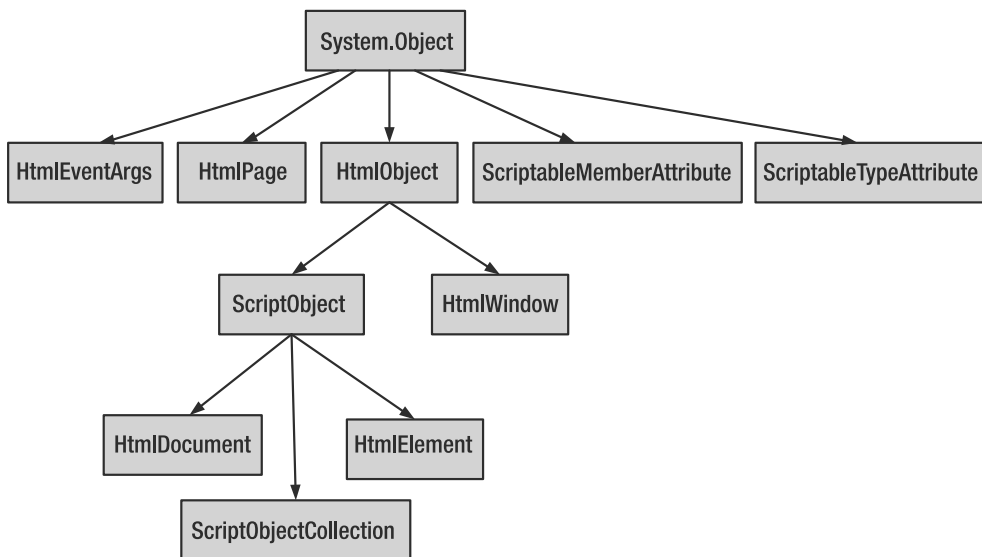 System.Object
HtmlEventArgs
HtmlPage
HtmlObject
ScriptableMemberAttribute
ScriptableTypeAttribute
ScriptObject
HtmlWindow
HtmlDocument
HtmlElement
ScriptObjectCollection